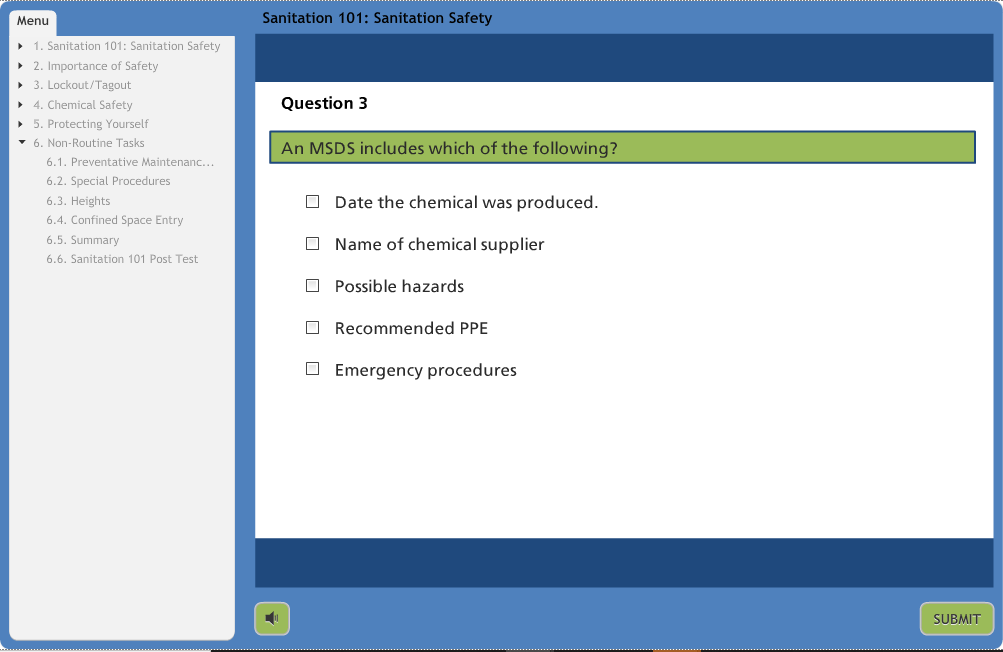 Menu
1. Sanitation 101: Sanitation Safety
2. Importance of Safety
3. Lockout/Tagout
4. Chemical Safety
5. Protecting Yourself
6. Non-Routine Tasks
6.1. Preventative Maintenanc...
6.2. Special Procedures
6.3. Heights
6.4. Confined Space Entry
6.5. Summary
6.6. Sanitation 101 Post Test
Sanitation 101: Sanitation Safety
Question 3
An MSDS includes which of the following?
Date the chemical was produced.
Name of chemical supplier
Possible hazards
Recommended PPE
Emergency procedures
SUBMIT